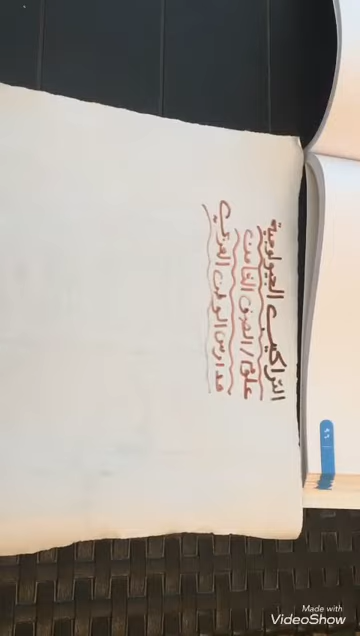 التراكيب الجيولوجية
علوم / الصف الثامن
مدارس الوطن العربي
Made with
VideoShow